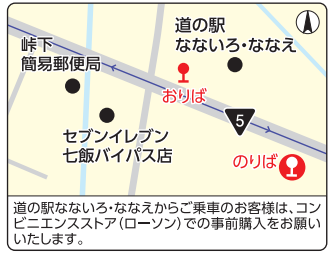 道の駅
なないろ・ななえ
峠下
簡易郵便局
おりば
5
セブンイレブン
七飯バイパス店
のりば
道の駅なないろ・ななえからご乗車のお客様は、コン
ビニエンスストア(ローソン)での事前購入をお願い
いたします。